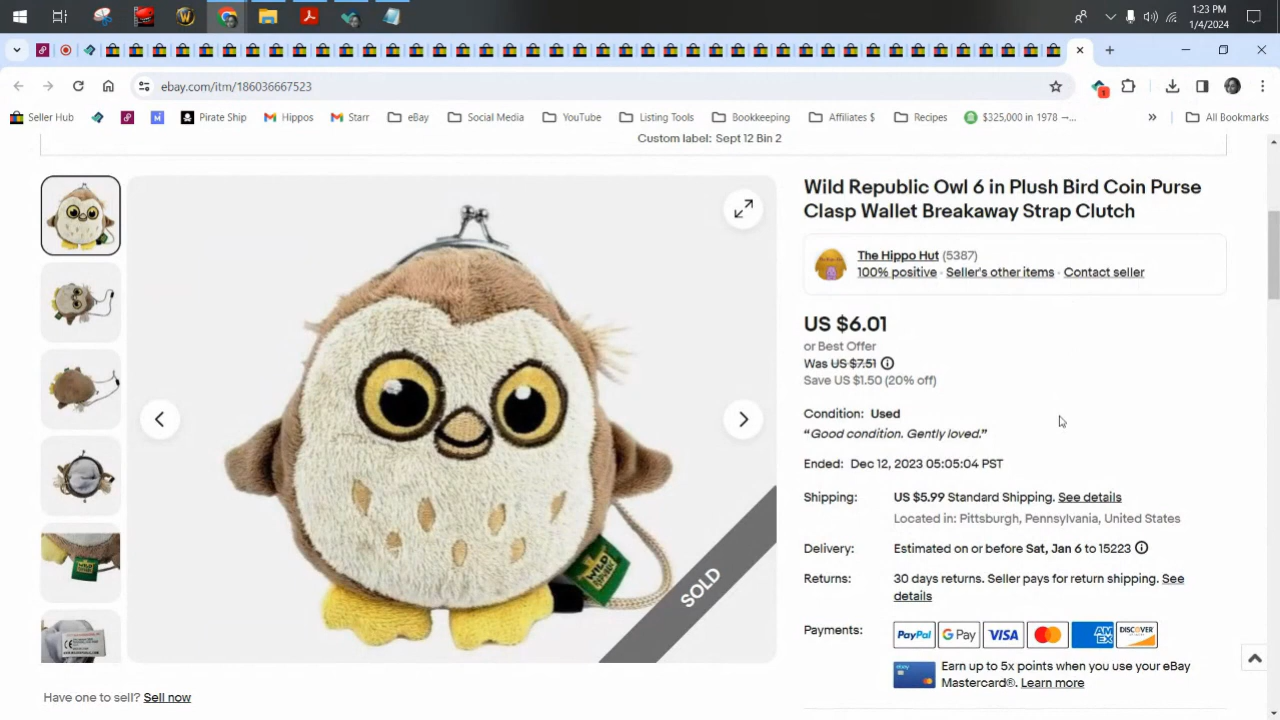 1:23 PM
1/4/2024
ebay.com/itm/186036667523
1
Seller Hub
Pirate Ship
Hippos
Starr
eBay
Social Media
YouTube
Listing Tools
Bookkeeping
Affiliates $
Recipes
$325,000 in 1978 →...
»
All Bookmarks
Custom label: Sept 12 Bin 2
Wild Republic Owl 6 in Plush Bird Coin Purse
Clasp Wallet Breakaway Strap Clutch
The Hippo Hut (5387)
100% positive · Seller's other items · Contact seller
US $6.01
or Best Offer
Was US $7.51
Save US $1.50 (20% off)
Condition: Used
“Good condition. Gently loved.”
Ended: Dec 12, 2023 05:05:04 PST
Shipping: US $5.99 Standard Shipping. See details
Located in: Pittsburgh, Pennsylvania, United States
Delivery: Estimated on or before Sat, Jan 6 to 15223
Returns: 30 days returns. Seller pays for return shipping. See
details
Payments: PayPal G Pay VISA AM EX DISCOVER
Earn up to 5x points when you use your eBay
Mastercard®. Learn more
WILD
REPUBLIC
SOLD
Have one to sell? Sell now